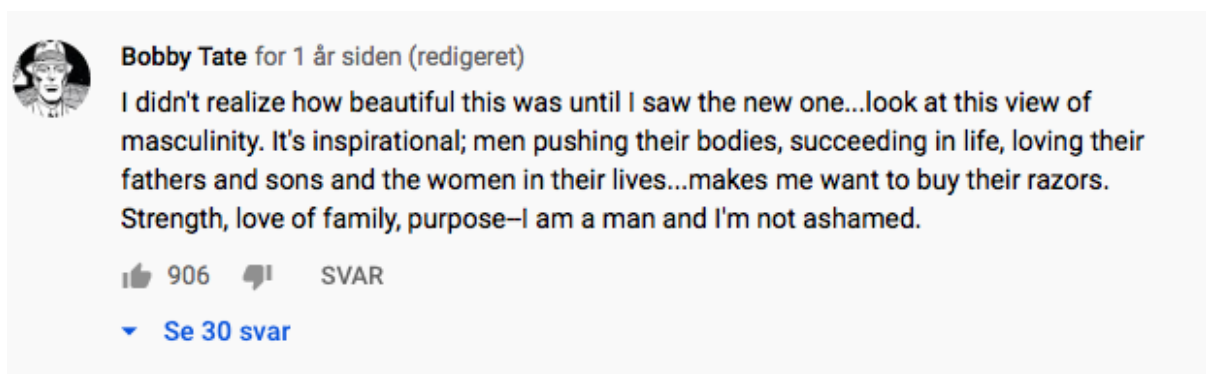 Bobby Tate for 1 år siden (redigeret)
I didn't realize how beautiful this was until I saw the new one...look at this view of
masculinity. It's inspirational; men pushing their bodies, succeeding in life, loving their
fathers and sons and the women in their lives...makes me want to buy their razors.
Strength, love of family, purpose--I am a man and I'm not ashamed.
906 SVAR
Se 30 svar